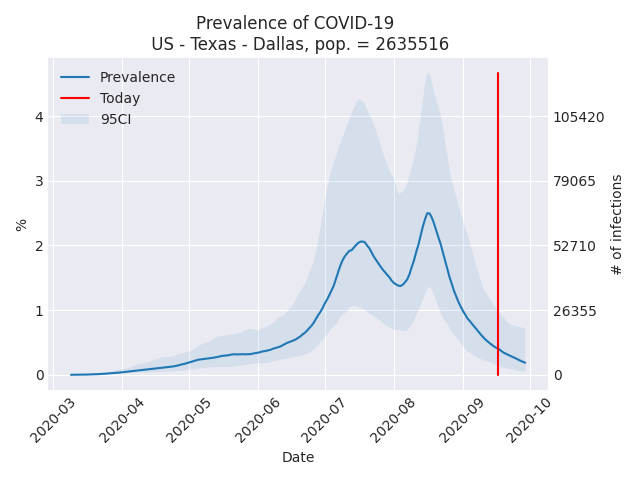 Prevalence of COVID-19
US - Texas - Dallas, pop. = 2635516
Prevalence
Today
95CI
4
3
2
1
0
%
105420
79065
52710
26355
0
# of infections
2020-03
2020-04
2020-05
2020-06
2020-07
2020-08
2020-09
2020-10
Date